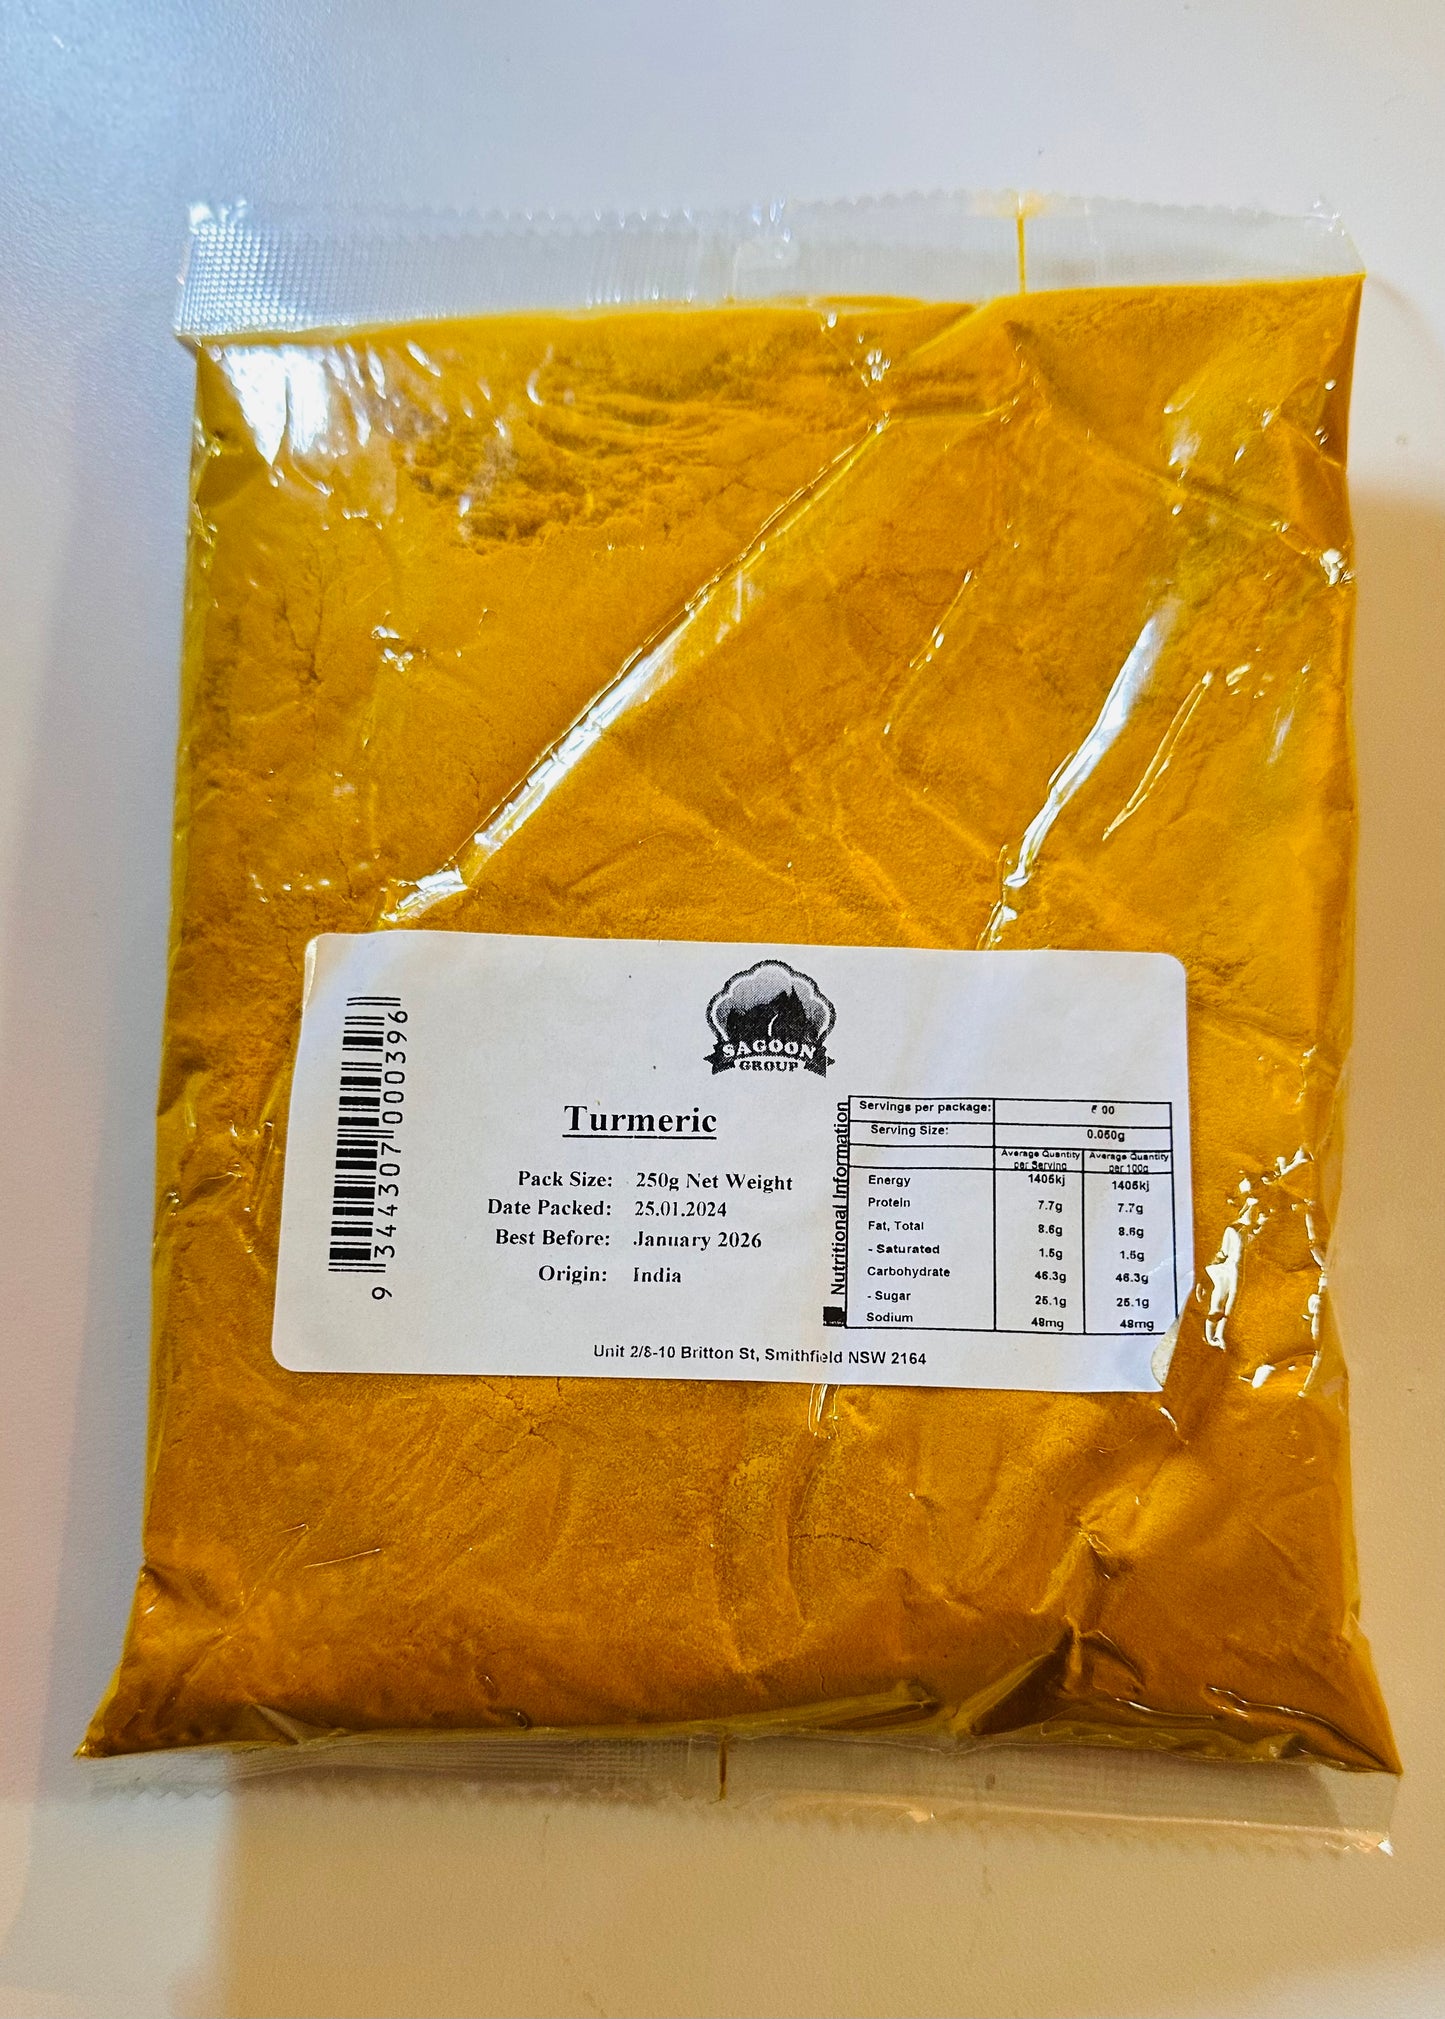 SAGOON
GROUP
9 344307 000396
Turmeric
Pack Size: 250g Net Weight
Date Packed: 25.01.2024
Best Before: January 2026
Origin: India
Nutritional Information
Servings per package: 00
Serving Size: 0.050g
Average Quantity per Serving Average Quantity per 100g
Energy 1405kj 1405kj
Protein 7.7g 7.7g
Fat, Total 8.6g 8.6g
- Saturated 1.5g 1.5g
Carbohydrate 46.3g 46.3g
- Sugar 25.1g 25.1g
Sodium 48mg 48mg
Unit 2/8-10 Britton St, Smithfield NSW 2164